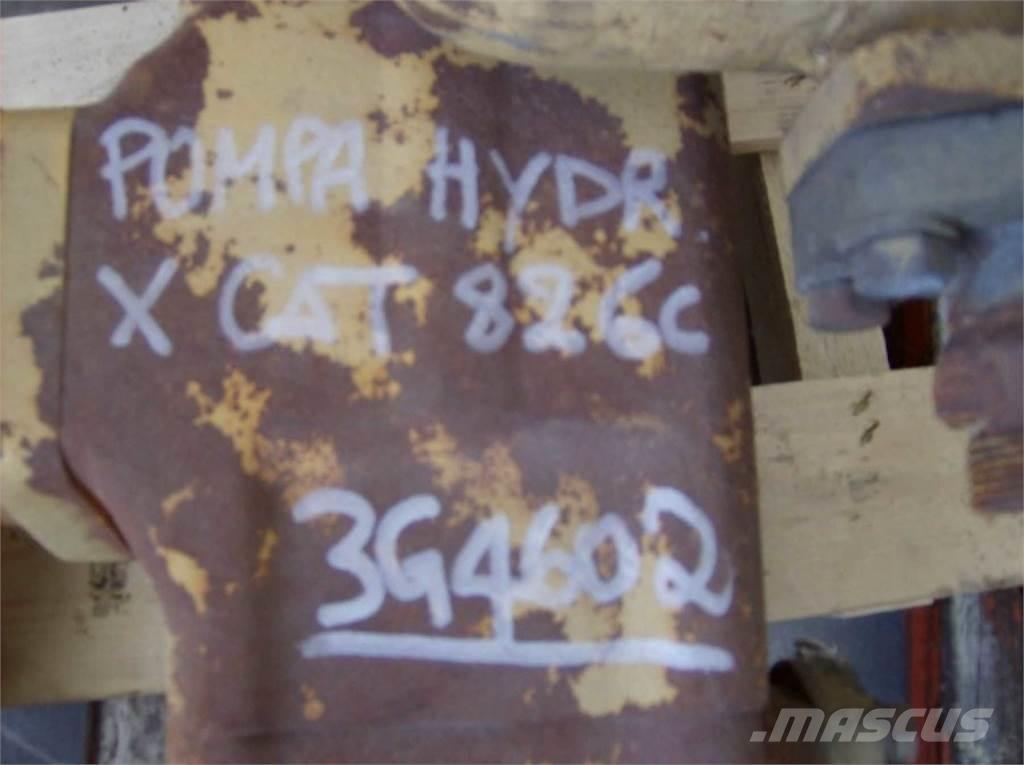 POMPA HYDR.
X CAT 826C
3G4602
.MASCUS